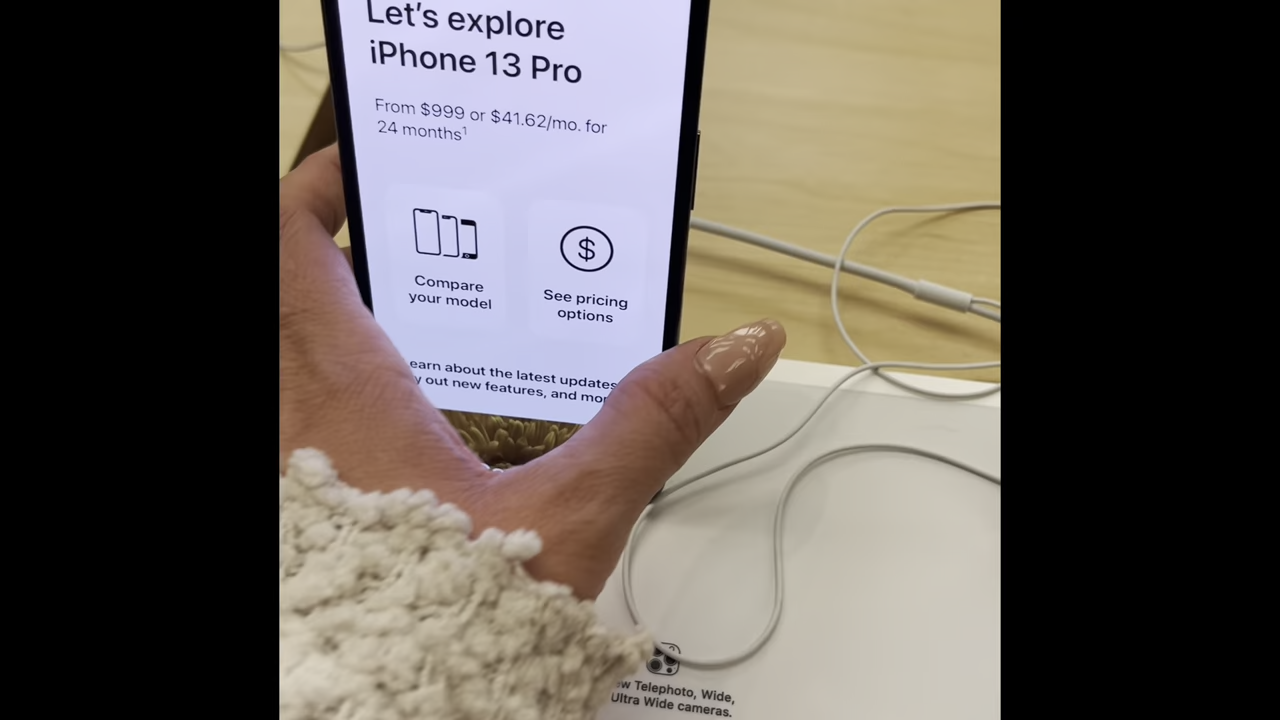 Let's explore
iPhone 13 Pro
From $999 or $41.62/mo. for
24 months¹
Compare
your model
$
See pricing
options
earn about the latest updates
y out new features, and mor
w Telephoto, Wide,
Ultra Wide cameras.